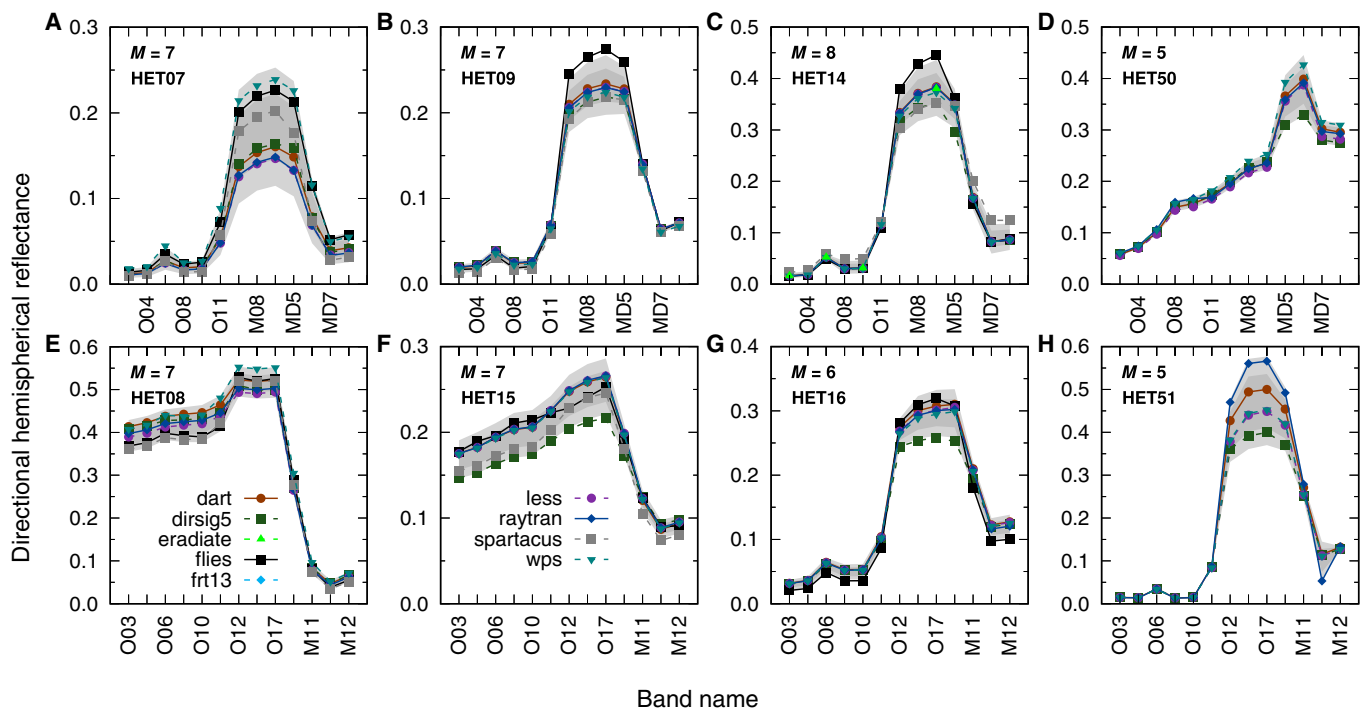 A B C D
0.3 0.3 0.5 0.5
M = 7 M = 7 M = 8 M = 5
HET07 HET09 HET14 HET50
0.4 0.4
0.2 0.2
0.3 0.3
0.2 0.2
0.1 0.1
0.1 0.1
0.0 0.0 0.0 0.0
O04 O08 O11 M08 MD5 MD7
O04 O08 O11 M08 MD5 MD7
O04 O08 O11 M08 MD5 MD7
O04 O08 O11 M08 MD5 MD7
Directional hemispherical reflectance
E F G H
0.6 0.3 0.4 0.6
M = 7 M = 7 M = 6 M = 5
HET08 HET15 HET16 HET51
0.5 0.5
0.3
0.4 0.2 0.4
0.3 0.2 0.3
0.2 0.1 0.2
0.1
0.1 0.1
0.0 0.0 0.0 0.0
dart
dirsig5
eradiate
flies
frt13
less
raytran
spartacus
wps
O03 O06 O10 O12 O17 M11 M12
O03 O06 O10 O12 O17 M11 M12
O03 O06 O10 O12 O17 M11 M12
O03 O06 O10 O12 O17 M11 M12
Band name